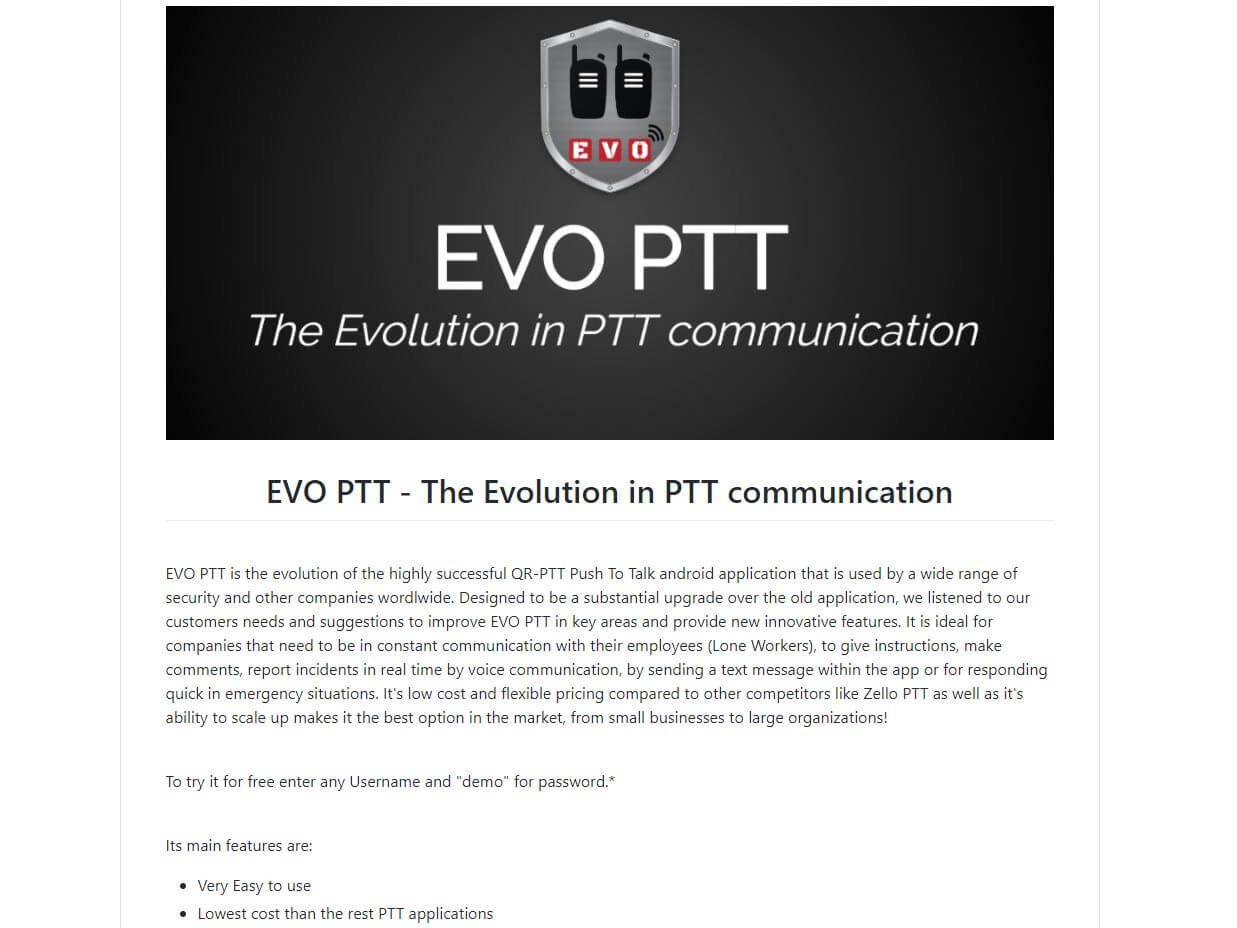 EVO
EVO PTT
The Evolution in PTT communication
EVO PTT - The Evolution in PTT communication
EVO PTT is the evolution of the highly successful QR-PTT Push To Talk android application that is used by a wide range of
security and other companies wordlwide. Designed to be a substantial upgrade over the old application, we listened to our
customers needs and suggestions to improve EVO PTT in key areas and provide new innovative features. It is ideal for
companies that need to be in constant communication with their employees (Lone Workers), to give instructions, make
comments, report incidents in real time by voice communication, by sending a text message within the app or for responding
quick in emergency situations. It's low cost and flexible pricing compared to other competitors like Zello PTT as well as it's
ability to scale up makes it the best option in the market, from small businesses to large organizations!
To try it for free enter any Username and "demo" for password.*
Its main features are:
• Very Easy to use
• Lowest cost than the rest PTT applications